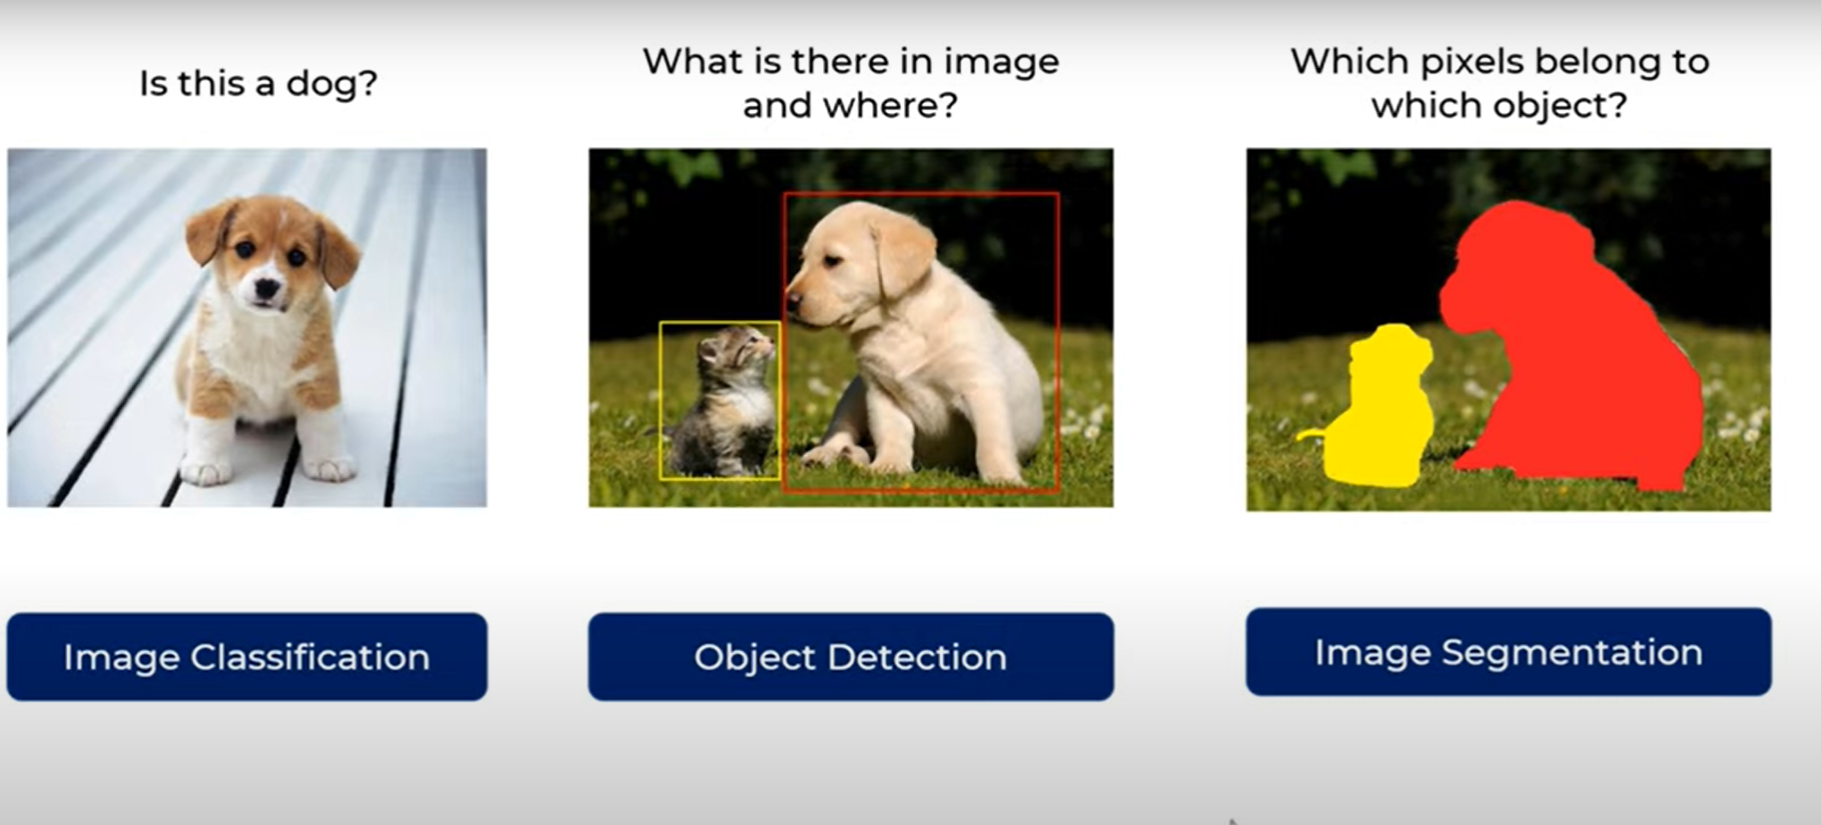 Is this a dog?
What is there in image
and where?
Which pixels belong to
which object?
Image Classification
Object Detection
Image Segmentation